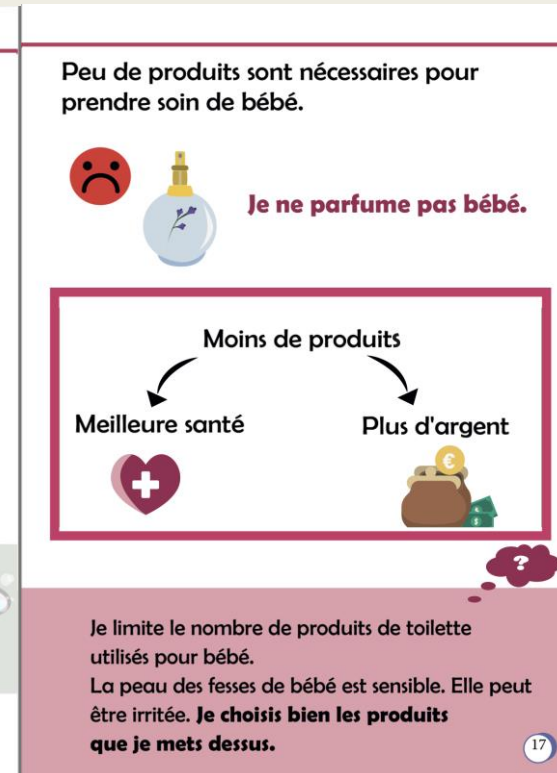 Peu de produits sont nécessaires pour
prendre soin de bébé.
Je ne parfume pas bébé.
Moins de produits
Meilleure santé
Plus d'argent
€
$
?
Je limite le nombre de produits de toilette
utilisés pour bébé.
La peau des fesses de bébé est sensible. Elle peut
être irritée. Je choisis bien les produits
que je mets dessus.
17